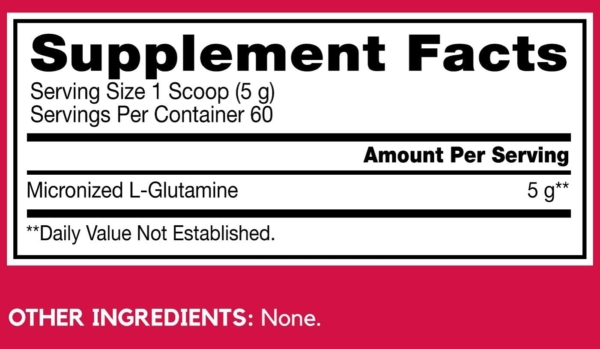 Supplement Facts
Serving Size 1 Scoop (5 g)
Servings Per Container 60
Amount Per Serving
Micronized L-Glutamine 5 g**
**Daily Value Not Established.
OTHER INGREDIENTS: None.